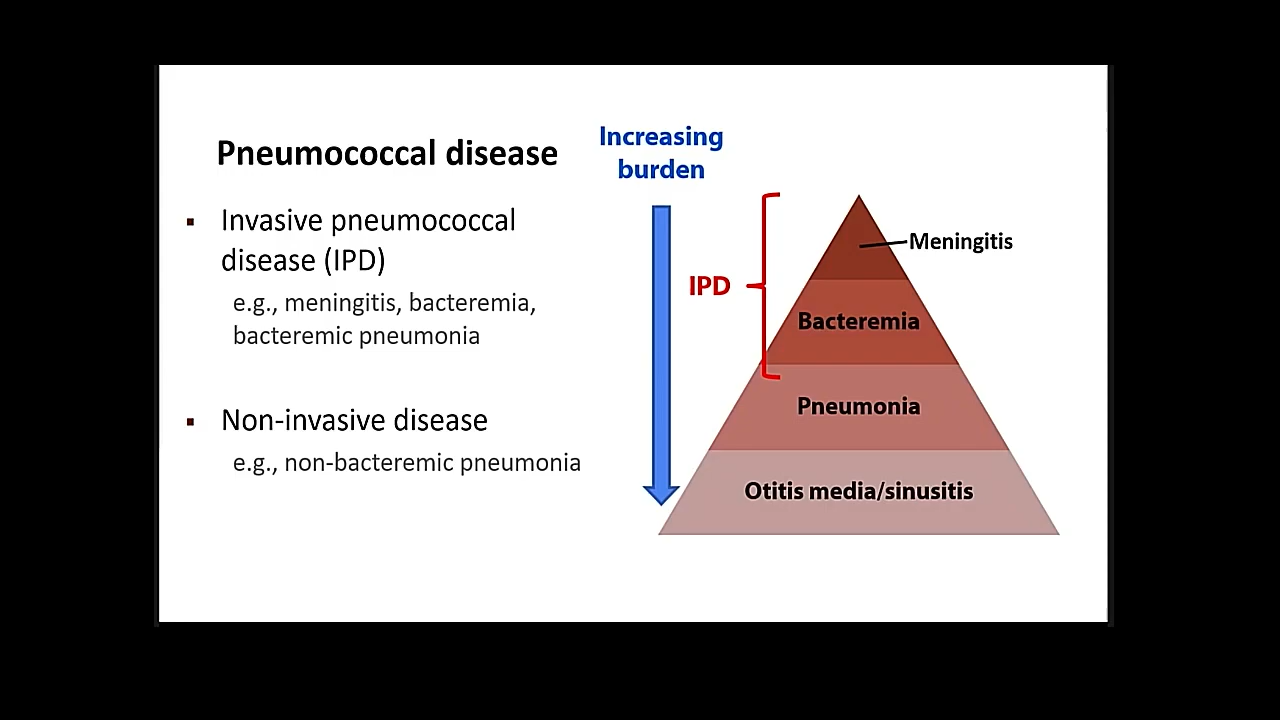 Pneumococcal disease
▪ Invasive pneumococcal
disease (IPD)
e.g., meningitis, bacteremia,
bacteremic pneumonia
▪ Non-invasive disease
e.g., non-bacteremic pneumonia
Increasing
burden
IPD
Meningitis
Bacteremia
Pneumonia
Otitis media/sinusitis